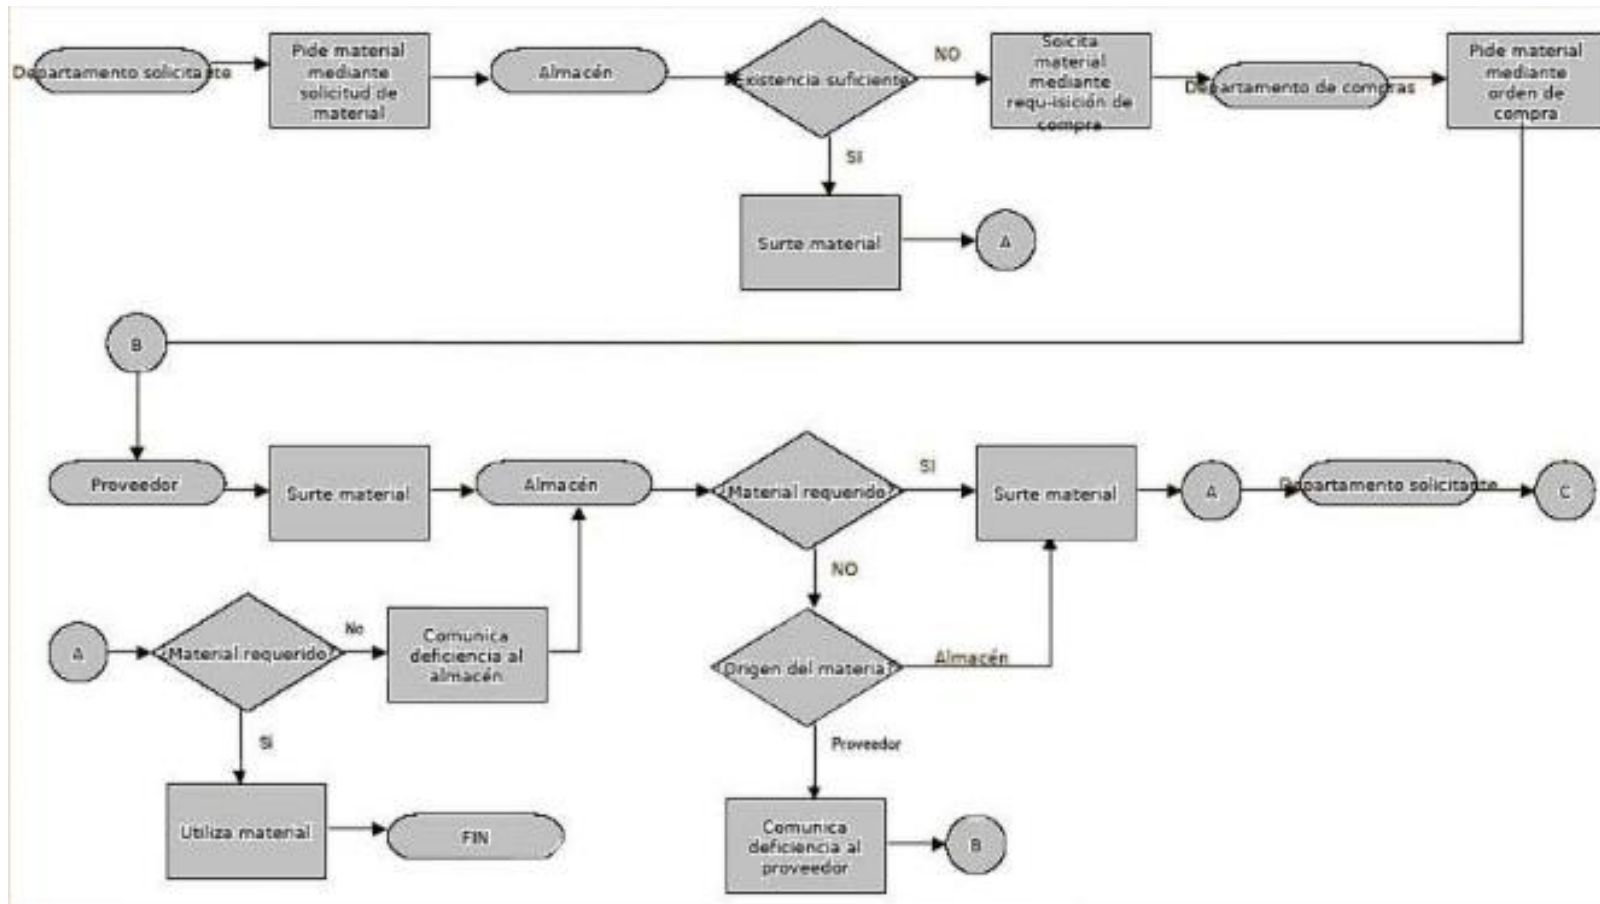 Departamento solicitante
Pide material
mediante
solicitud de
material
Almacén
Existencia suficiente
NO
Solcita
material
mediante
requ-isición de
compra
Departamento de compras
Pide material
mediante
orden de
compra
SI
Surte material
A
B
Proveedor
Surte material
Almacén
¿Material requerido?
SI
Surte material
A
Departamento solicitante
C
NO
A
¿Material requerido?
No
Comunica
deficiencia al
almacén
¿Origen del material?
Almacén
Si
Proveedor
Utiliza material
FIN
Comunica
deficiencia al
proveedor
B